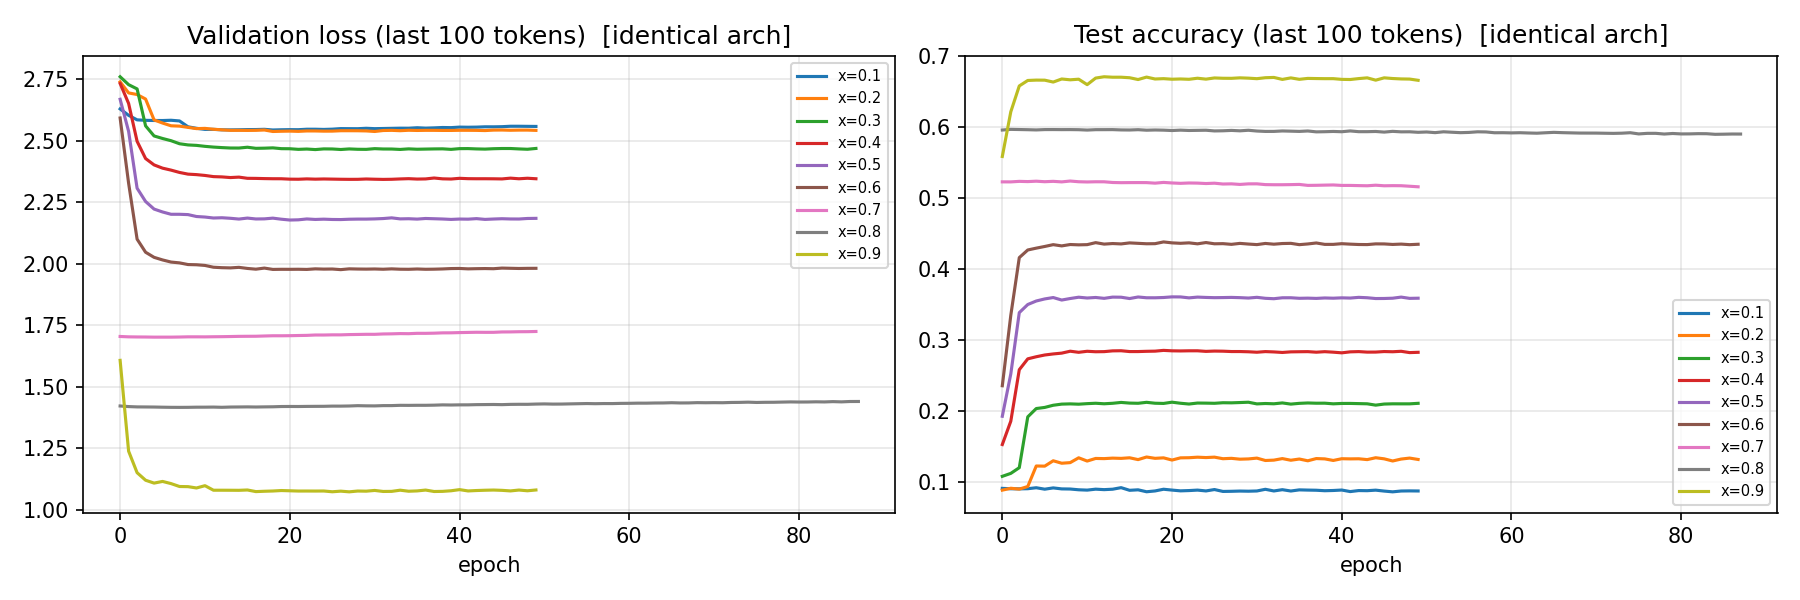 Validation loss (last 100 tokens)  [identical arch]
2.75
2.50
2.25
2.00
1.75
1.50
1.25
1.00
0
20
40
60
80
epoch
x=0.1
x=0.2
x=0.3
x=0.4
x=0.5
x=0.6
x=0.7
x=0.8
x=0.9
Test accuracy (last 100 tokens)  [identical arch]
0.7
0.6
0.5
0.4
0.3
0.2
0.1
0
20
40
60
80
epoch
x=0.1
x=0.2
x=0.3
x=0.4
x=0.5
x=0.6
x=0.7
x=0.8
x=0.9